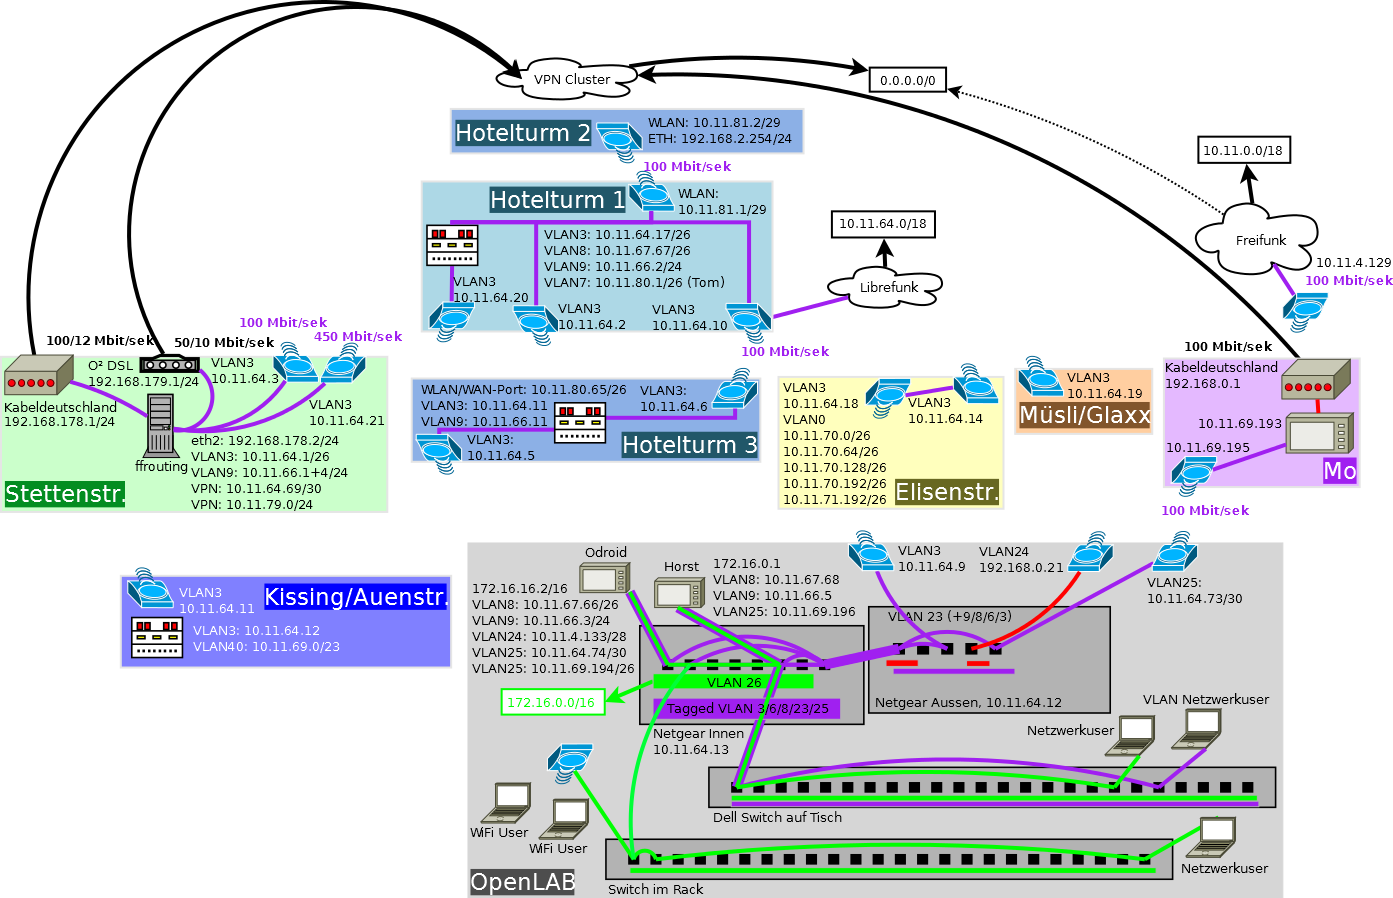 VPN Cluster
0.0.0.0/0
Hotelturm 2
WLAN: 10.11.81.2/29
ETH: 192.168.2.254/24
100 Mbit/sek
Hotelturm 1
WLAN:
10.11.81.1/29
VLAN3: 10.11.64.17/26
VLAN8: 10.11.67.67/26
VLAN9: 10.11.66.2/24
VLAN7: 10.11.80.1/26 (Tom)
VLAN3
10.11.64.20
VLAN3
10.11.64.2
VLAN3
10.11.64.10
100 Mbit/sek
10.11.64.0/18
Librefunk
10.11.0.0/18
Freifunk
10.11.4.129
100 Mbit/sek
100/12 Mbit/sek
50/10 Mbit/sek
100 Mbit/sek
450 Mbit/sek
O² DSL
192.168.179.1/24
VLAN3
10.11.64.3
Kabeldeutschland
192.168.178.1/24
VLAN3
10.11.64.21
ffrouting
eth2: 192.168.178.2/24
VLAN3: 10.11.64.1/26
VLAN9: 10.11.66.1+4/24
VPN: 10.11.64.69/30
VPN: 10.11.79.0/24
Stettenstr.
WLAN/WAN-Port: 10.11.80.65/26
VLAN3: 10.11.64.11
VLAN9: 10.11.66.11
VLAN3:
10.11.64.6
VLAN3:
10.11.64.5
Hotelturm 3
VLAN3
10.11.64.18
VLAN0
10.11.70.0/26
10.11.70.64/26
10.11.70.128/26
10.11.70.192/26
10.11.71.192/26
VLAN3
10.11.64.14
Elisenstr.
VLAN3
10.11.64.19
Müsli/Glaxx
100 Mbit/sek
Kabeldeutschland
192.168.0.1
10.11.69.193
10.11.69.195
Mo
100 Mbit/sek
VLAN3
10.11.64.11
Kissing/Auenstr.
VLAN3: 10.11.64.12
VLAN40: 10.11.69.0/23
Odroid
172.16.16.2/16
VLAN8: 10.11.67.66/26
VLAN9: 10.11.66.3/24
VLAN24: 10.11.4.133/28
VLAN25: 10.11.64.74/30
VLAN25: 10.11.69.194/26
Horst
172.16.0.1
VLAN8: 10.11.67.68
VLAN9: 10.11.66.5
VLAN25: 10.11.69.196
VLAN3
10.11.64.9
VLAN24
192.168.0.21
VLAN25:
10.11.64.73/30
VLAN 23 (+9/8/6/3)
Netgear Aussen, 10.11.64.12
VLAN 26
172.16.0.0/16
Tagged VLAN 3/6/8/23/25
Netgear Innen
10.11.64.13
VLAN Netzwerkuser
Netzwerkuser
Dell Switch auf Tisch
WiFi User
WiFi User
Netzwerkuser
OpenLAB
Switch im Rack